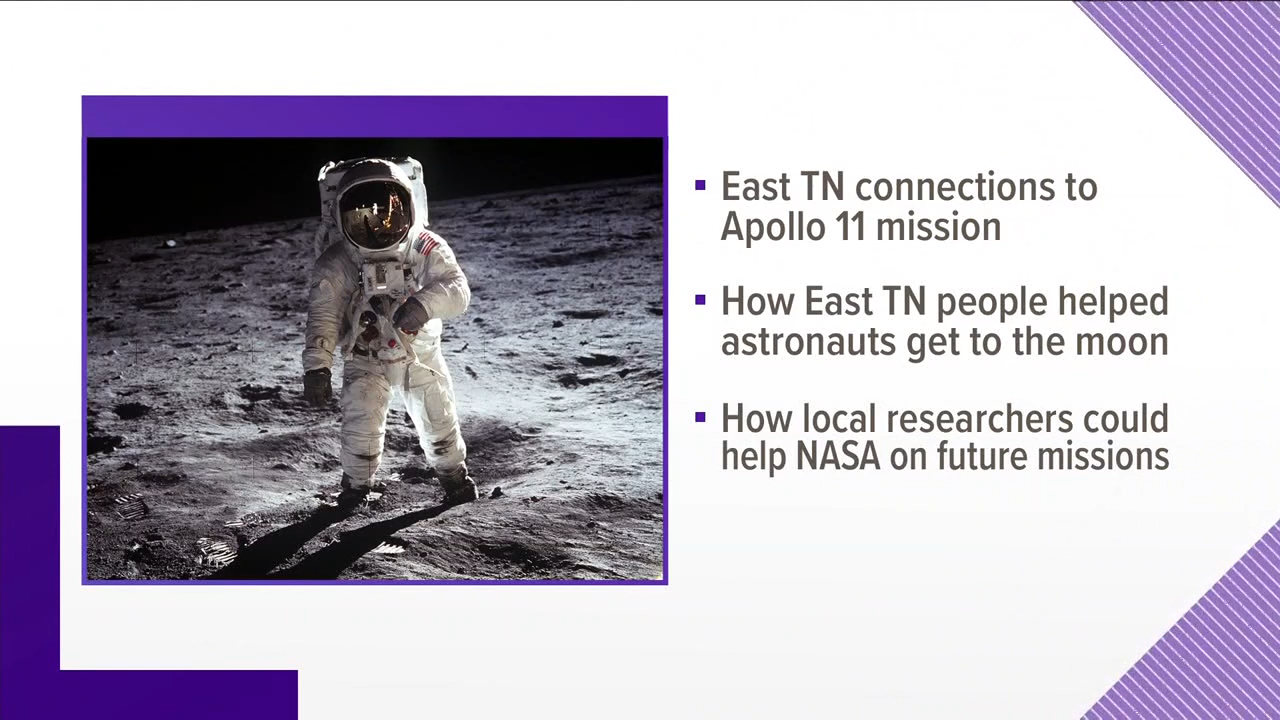 East TN connections to
Apollo 11 mission
How East TN people helped
astronauts get to the moon
How local researchers could
help NASA on future missions